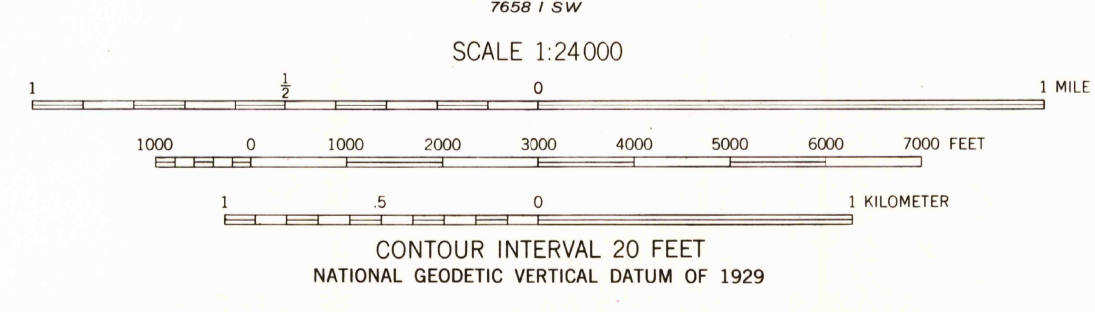 7658 I SW
SCALE 1:24000
1 1/2 0 1 MILE
1000 0 1000 2000 3000 4000 5000 6000 7000 FEET
1 .5 0 1 KILOMETER
CONTOUR INTERVAL 20 FEET
NATIONAL GEODETIC VERTICAL DATUM OF 1929